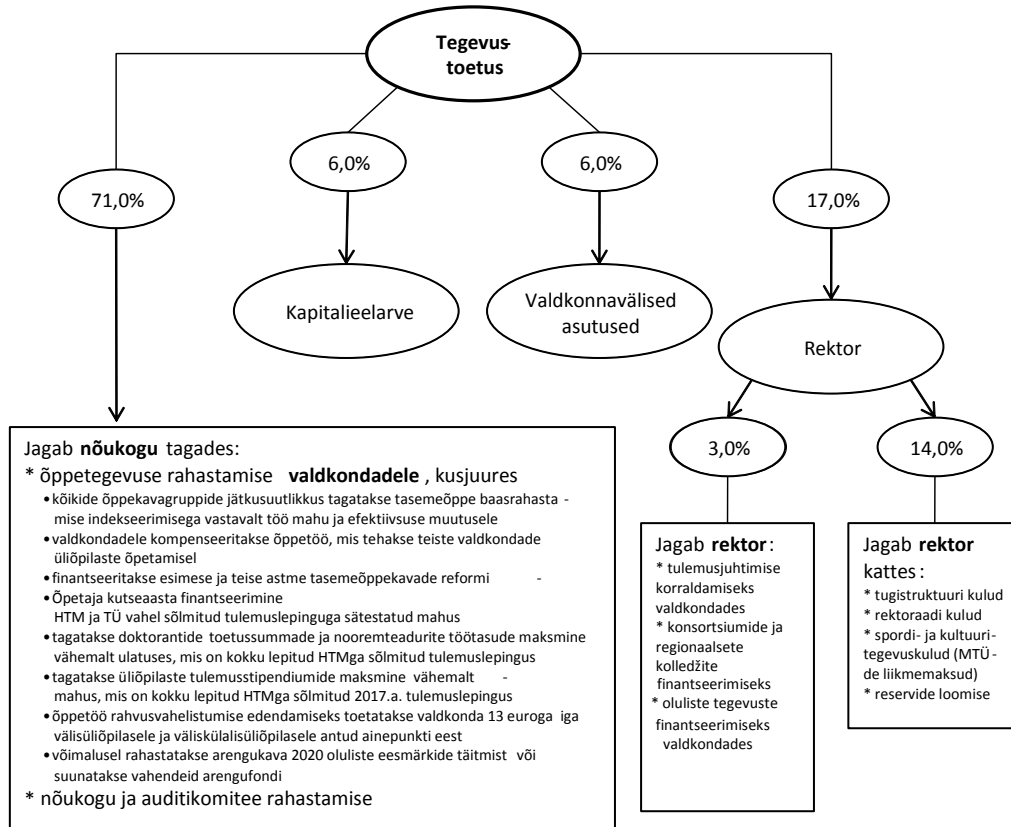 Tegevus-
toetus
71,0%
6,0%
6,0%
17,0%
Kapitalieelarve
Valdkonnavälised
asutused
Rektor
3,0%
14,0%
Jagab nõukogu tagades:
* õppetegevuse rahastamise valdkondadele , kusjuures
• kõikide õppekavagruppide jätkusuutlikkus tagatakse tasemeõppe baasrahasta -
mise indekseerimisega vastavalt töö mahu ja efektiivsuse muutusele
• valdkondadele kompenseeritakse õppetöö, mis tehakse teiste valdkondade
üliõpilaste õpetamisel
• finantseeritakse esimese ja teise astme tasemeõppekavade reformi -
• Õpetaja kutseaasta finantseerimine
HTM ja TÜ vahel sõlmitud tulemuslepinguga sätestatud mahus
• tagatakse doktorantide toetussummade ja nooremteadurite töötasude maksmine
vähemalt ulatuses, mis on kokku lepitud HTMga sõlmitud tulemuslepingus
• tagatakse üliõpilaste tulemusstipendiumide maksmine vähemalt -
mahus, mis on kokku lepitud HTMga sõlmitud 2017.a. tulemuslepingus
• õppetöö rahvusvahelistumise edendamiseks toetatakse valdkonda 13 euroga iga
välisüliõpilasele ja väliskülalisüliõpilasele antud ainepunkti eest
• võimalusel rahastatakse arengukava 2020 oluliste eesmärkide täitmist või
suunatakse vahendeid arengufondi
* nõukogu ja auditikomitee rahastamise
Jagab rektor :
* tulemusjuhtimise
korraldamiseks
valdkondades
* konsortsiumide ja
regionaalsete
kolledžite
finantseerimiseks
* oluliste tegevuste
finantseerimiseks
valdkondades
Jagab rektor
kattes :
* tugistruktuuri kulud
* rektoraadi kulud
* spordi- ja kultuuri-
tegevuskulud (MTÜ-
de liikmemaksud)
* reservide loomise